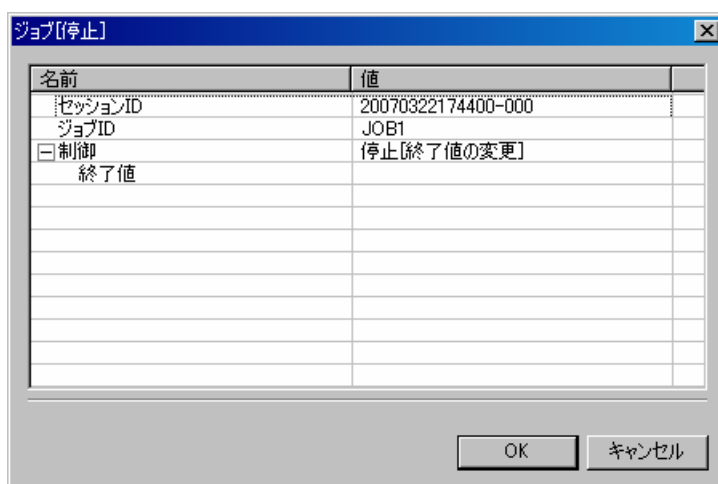 ジョブ[停止]
名前 値
セッションID 20070322174400-000
ジョブID JOB1
制御 停止[終了値の変更]
終了値
OK キャンセル